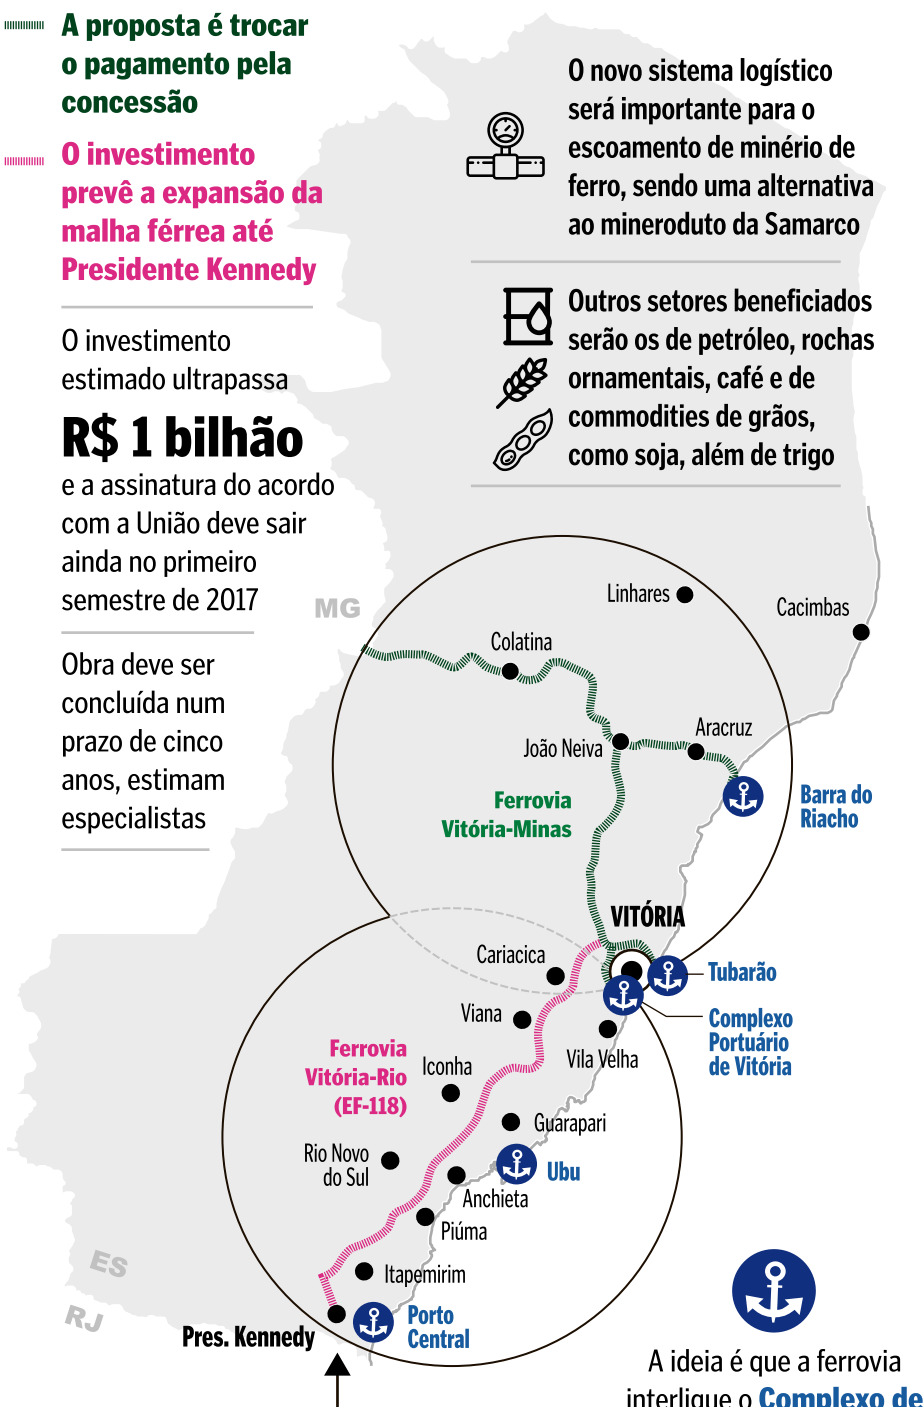 A proposta é trocar
o pagamento pela
concessão
O investimento
prevê a expansão da
malha férrea até
Presidente Kennedy
O investimento
estimado ultrapassa
R$ 1 bilhão
e a assinatura do acordo
com a União deve sair
ainda no primeiro
semestre de 2017
Obra deve ser
concluída num
prazo de cinco
anos, estimam
especialistas
O novo sistema logístico
será importante para o
escoamento de minério de
ferro, sendo uma alternativa
ao mineroduto da Samarco
Outros setores beneficiados
serão os de petróleo, rochas
ornamentais, café e de
commodities de grãos,
como soja, além de trigo
MG
Linhares
Cacimbas
Colatina
Aracruz
João Neiva
Barra do
Riacho
Ferrovia
Vitória-Minas
VITÓRIA
Cariacica
Tubarão
Viana
Complexo
Portuário
de Vitória
Vila Velha
Ferrovia
Vitória-Rio
(EF-118)
Iconha
Guarapari
Rio Novo
do Sul
Ubu
Anchieta
Piúma
ES
RJ
Itapemirim
Porto
Central
Pres. Kennedy
A ideia é que a ferrovia
interligue o Complexo de